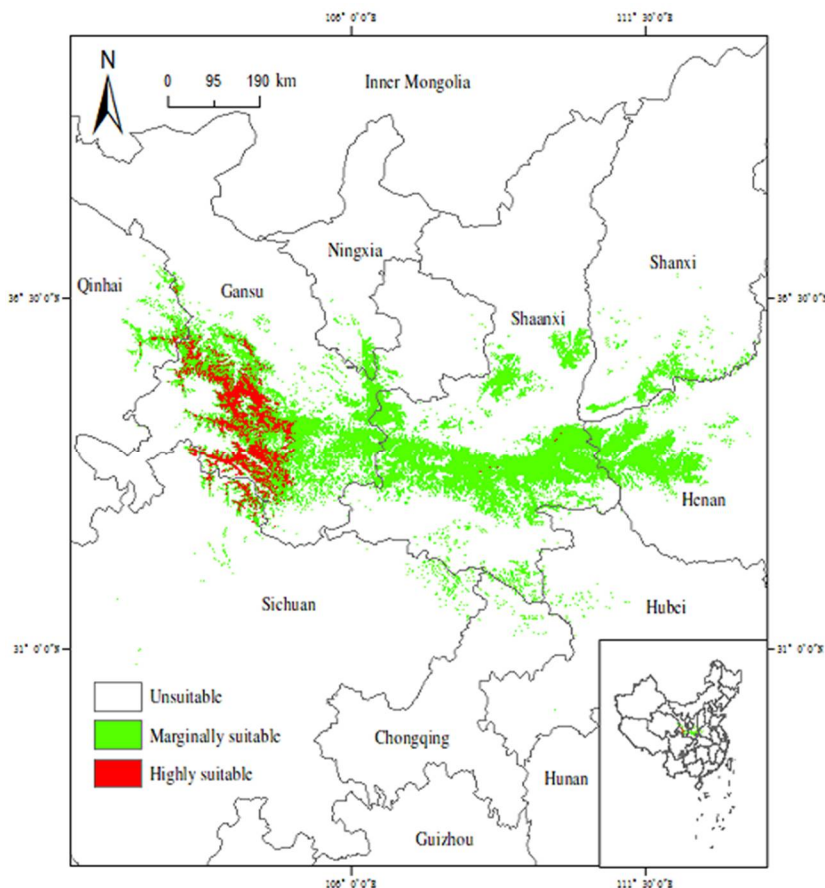 106° 0′0″S
111° 30′0″S
N
0 95 190 km
Inner Mongolia
Ningxia
Shanxi
Qinhai
Gansu
36° 30′0″S
36° 30′0″S
Shaanxi
Henan
Sichuan
Hubei
31° 0′0″S
31° 0′0″S
Unsuitable
Marginally suitable
Highly suitable
Chongqing
Hunan
Guizhou
106° 0′0″S
111° 30′0″S